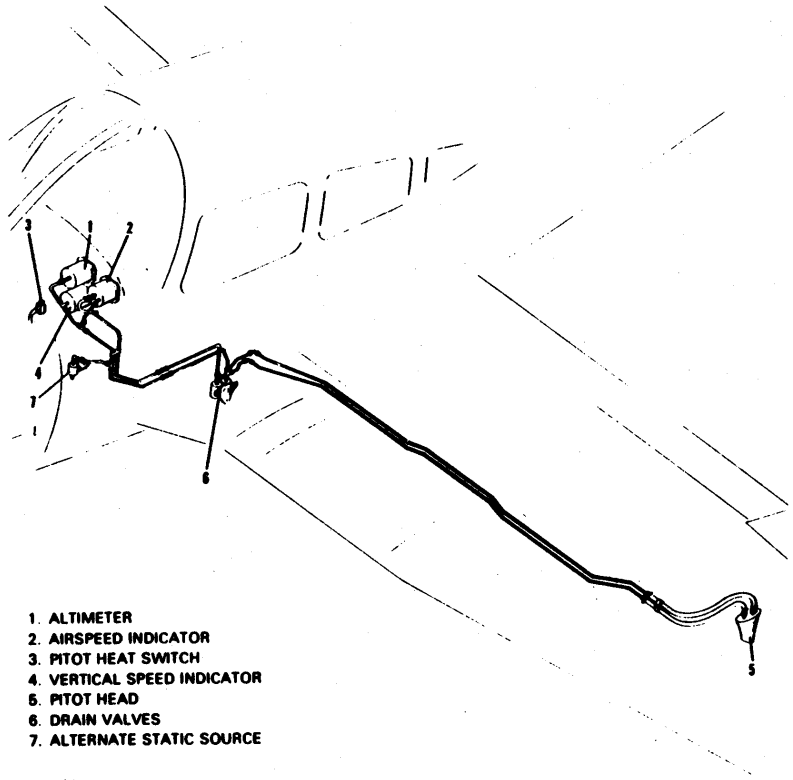 3
1
2
4
7
6
5
1. ALTIMETER
2. AIRSPEED INDICATOR
3. PITOT HEAT SWITCH
4. VERTICAL SPEED INDICATOR
5. PITOT HEAD
6. DRAIN VALVES
7. ALTERNATE STATIC SOURCE